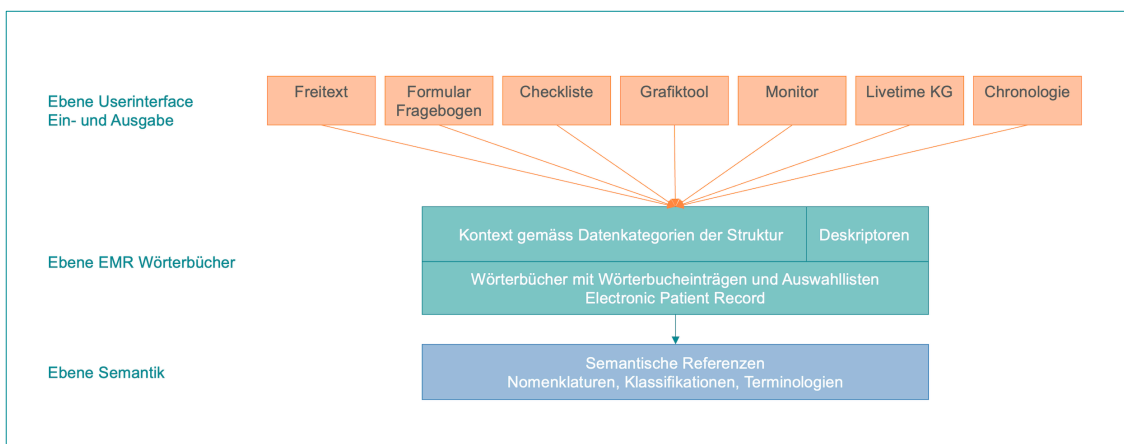 Ebene Userinterface
Ein- und Ausgabe
Freitext
Formular
Fragebogen
Checkliste
Grafiktool
Monitor
Livetime KG
Chronologie
Ebene EMR Wörterbücher
Kontext gemäss Datenkategorien der Struktur
Deskriptoren
Wörterbücher mit Wörterbucheinträgen und Auswahllisten
Electronic Patient Record
Ebene Semantik
Semantische Referenzen
Nomenklaturen, Klassifikationen, Terminologien